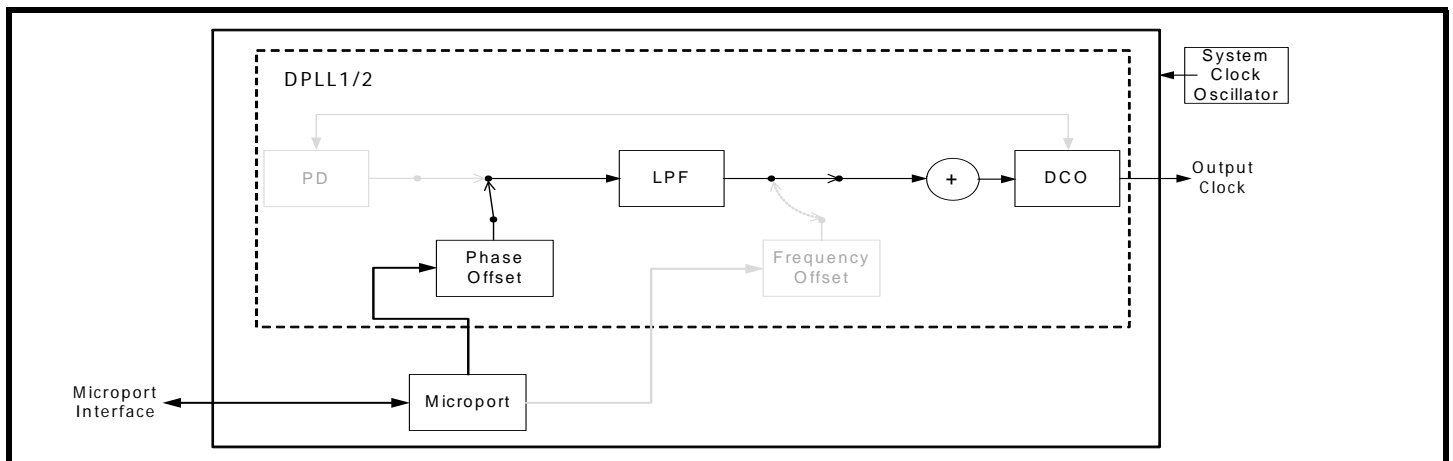 System
Clock
Oscillator
DPLL1/2
PD
LPF
+
DCO
Output
Clock
Phase
Offset
Frequency
Offset
Microport
Interface
Microport